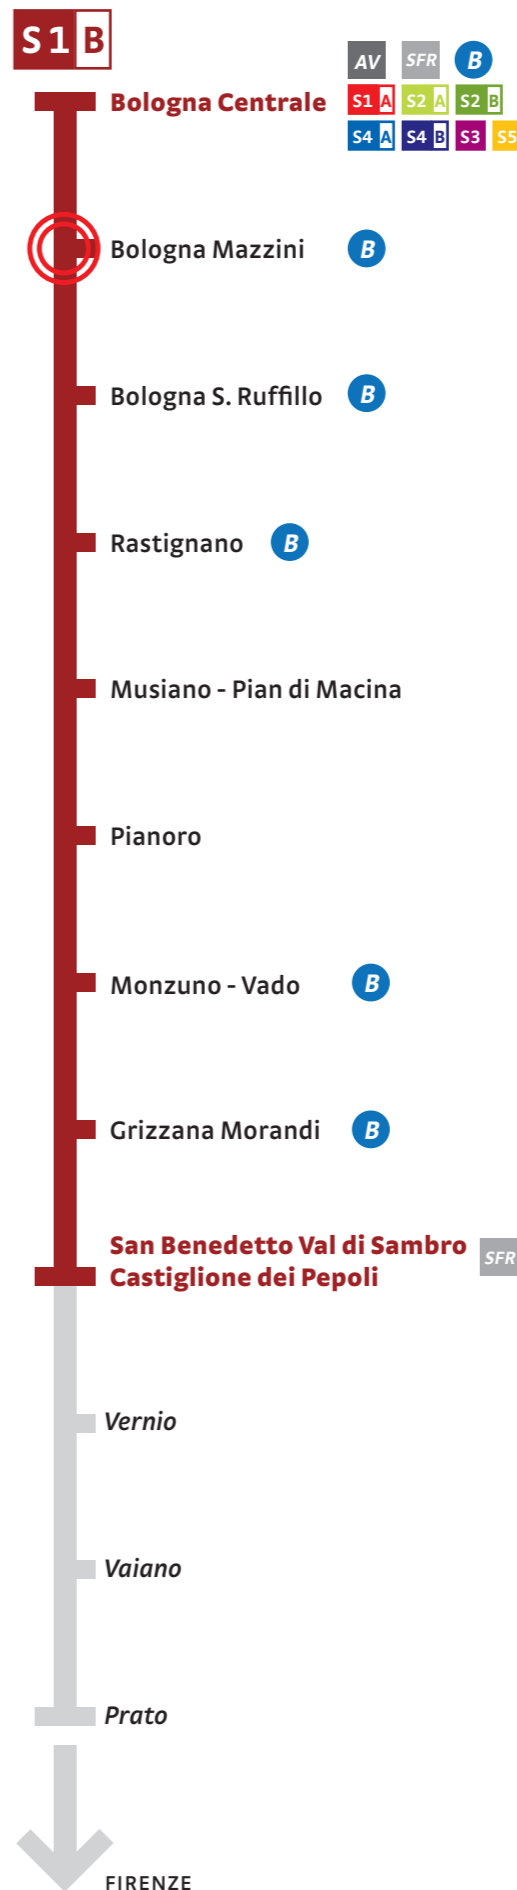 S1 B
AV SFR B
Bologna Centrale S1 A S2 A S2 B
S4 A S4 B S3 S5
Bologna Mazzini B
Bologna S. Ruffillo B
Rastignano B
Musiano - Pian di Macina
Pianoro
Monzuno - Vado B
Grizzana Morandi B
San Benedetto Val di Sambro SFR
Castiglione dei Pepoli
Vernio
Vaiano
Prato
FIRENZE